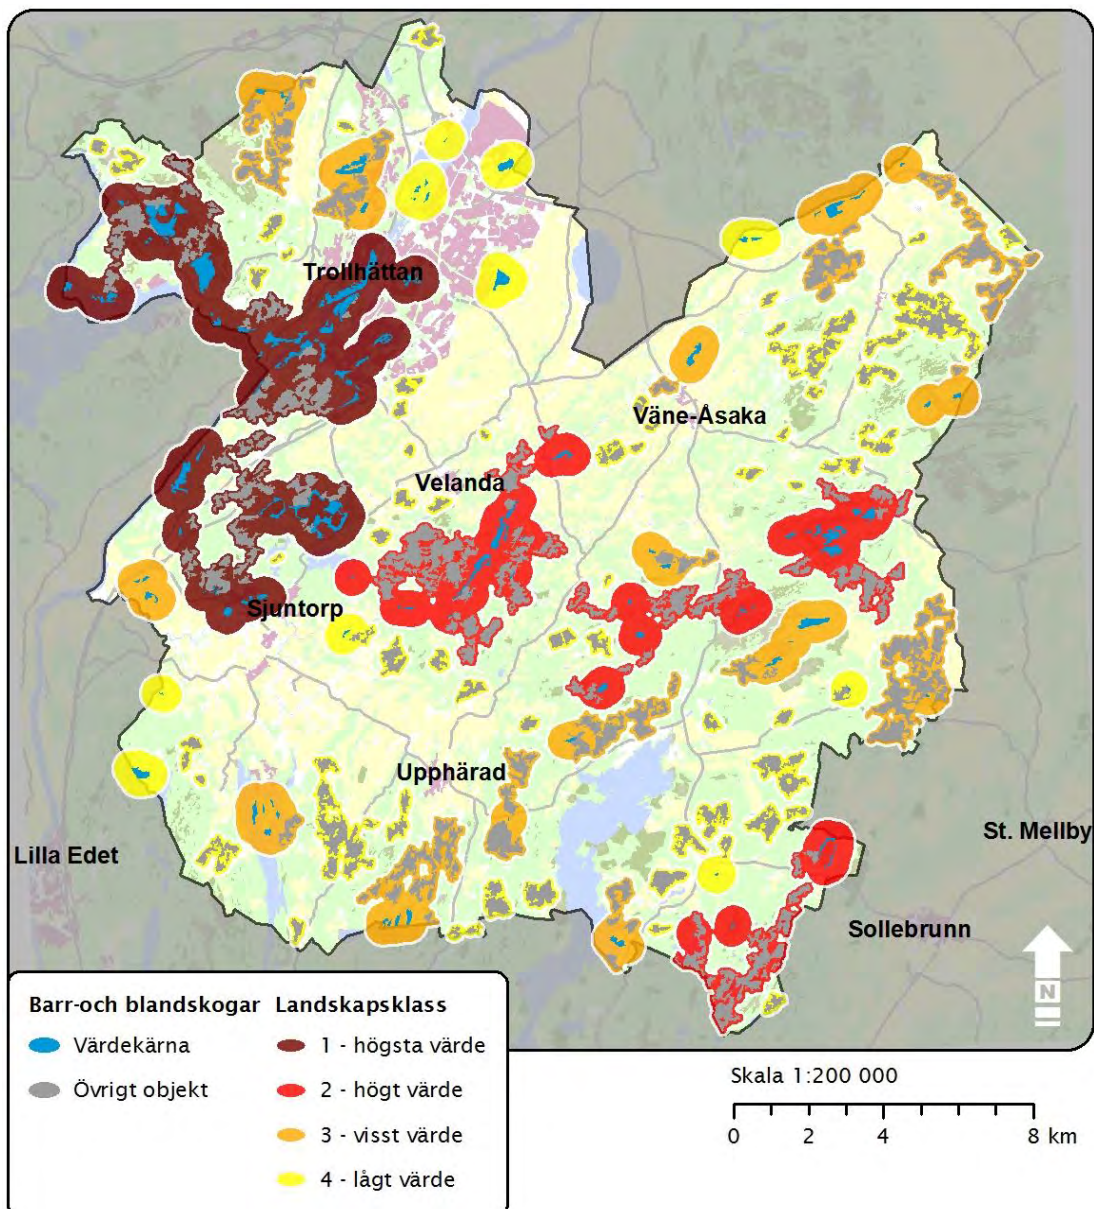 Trollhättan
Väne-Åsaka
Velanda
Sjuntorp
Upphärad
Lilla Edet
St. Mellby
Sollebrunn
N
Barr-och blandskogar
Värdekärna
Övrigt objekt
Landskapsklass
1 - högsta värde
2 - högt värde
3 - visst värde
4 - lågt värde
Skala 1:200 000
0 2 4 8 km